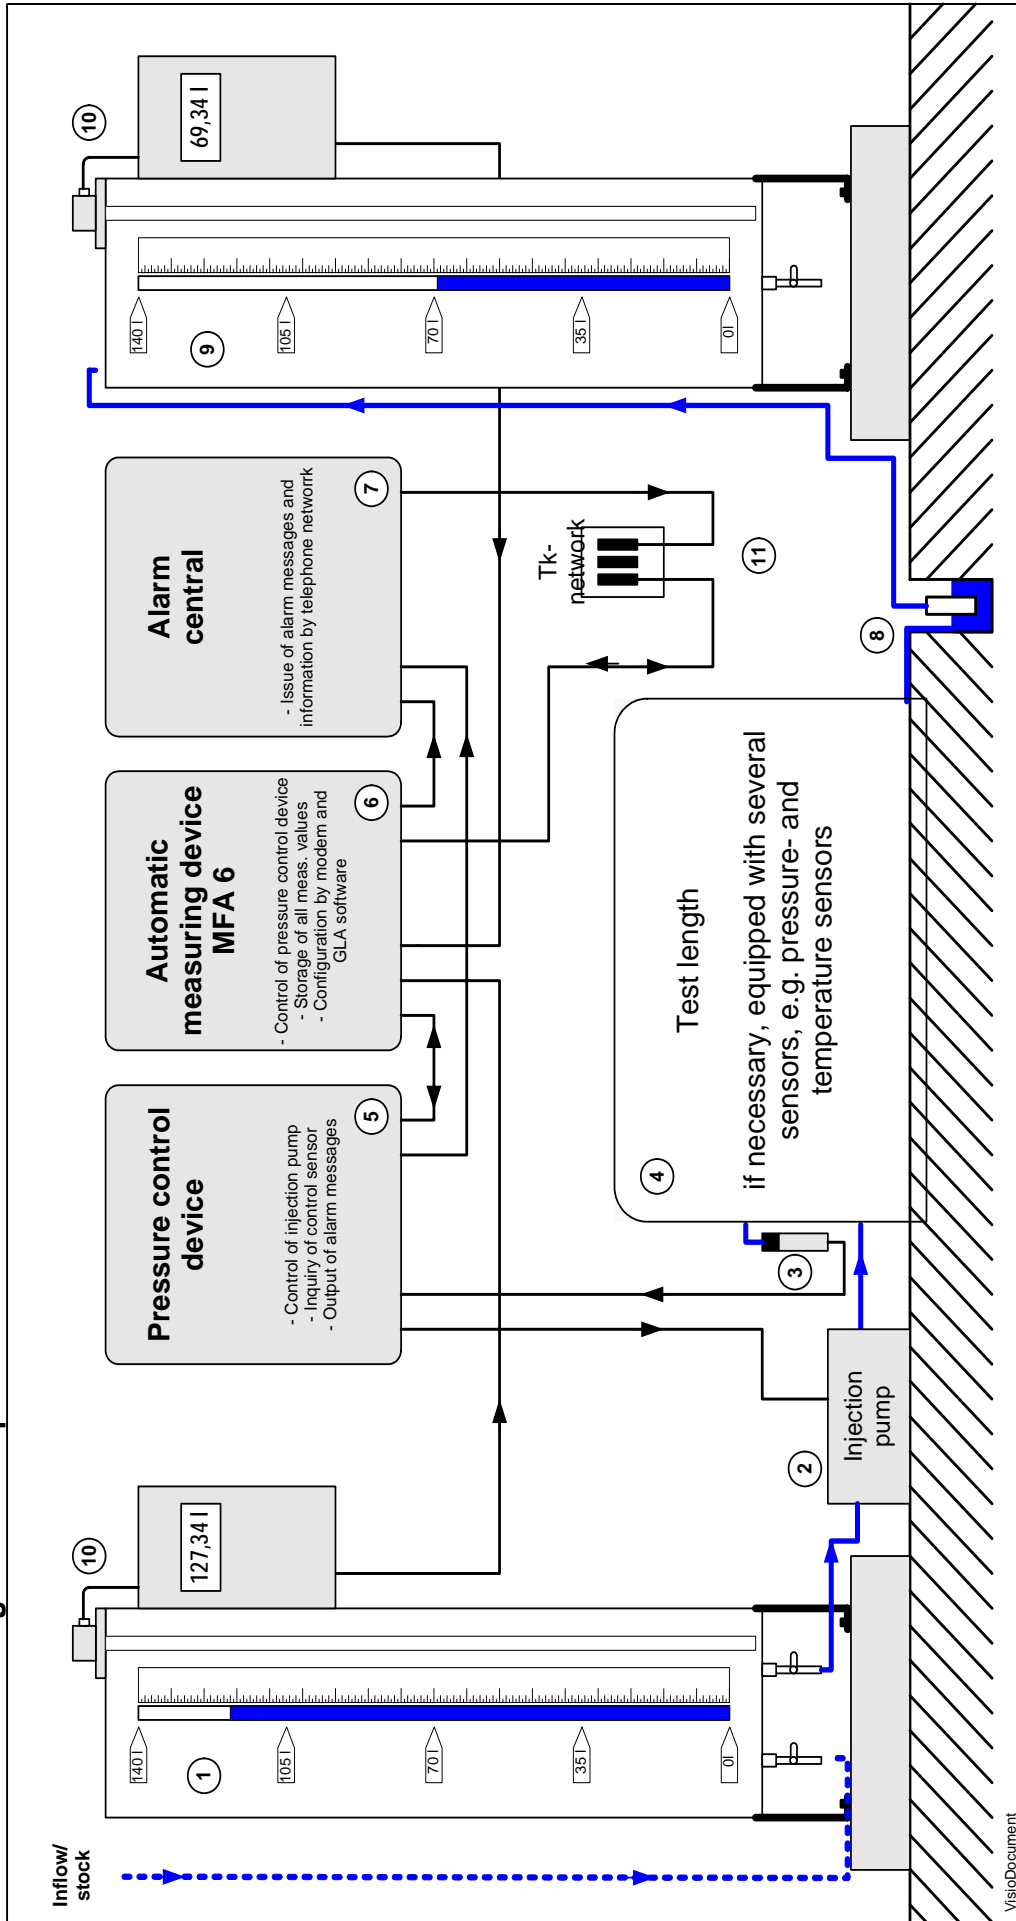 Inflow/
stock
1
140 l
105 l
70 l
35 l
0l
10
127,34 l
2
Injection
pump
Pressure control
device
- Control of injection pump
- Inquiry of control sensor
- Output of alarm messages
5
3
4
Test length
if necessary, equipped with several
sensors, e.g. pressure- and
temperature sensors
Automatic
measuring device
MFA 6
- Control of pressure control device
- Storage of all meas. values
- Configuration by modem and
GLA software
6
Alarm
central
- Issue of alarm messages and
information by telephone networrk
7
Tk-
network
11
8
9
140 l
105 l
70 l
35 l
0l
10
69,34 l
VisioDocument